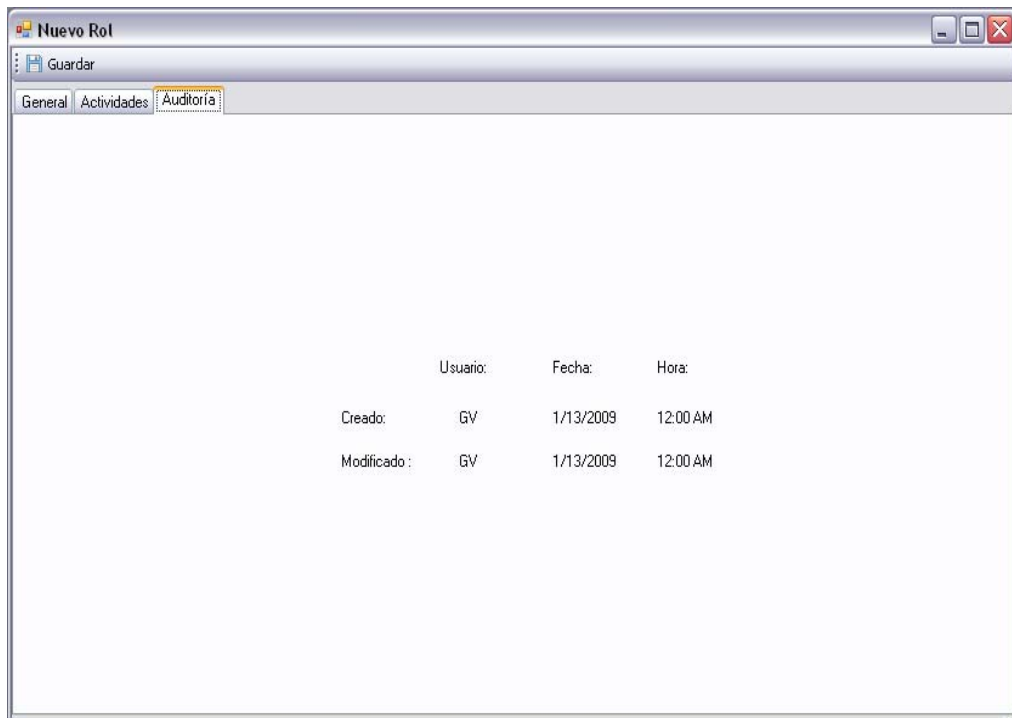 Nuevo Rol
Guardar
General Actividades Auditoría
Usuario: Fecha: Hora:
Creado: GV 1/13/2009 12:00 AM
Modificado : GV 1/13/2009 12:00 AM